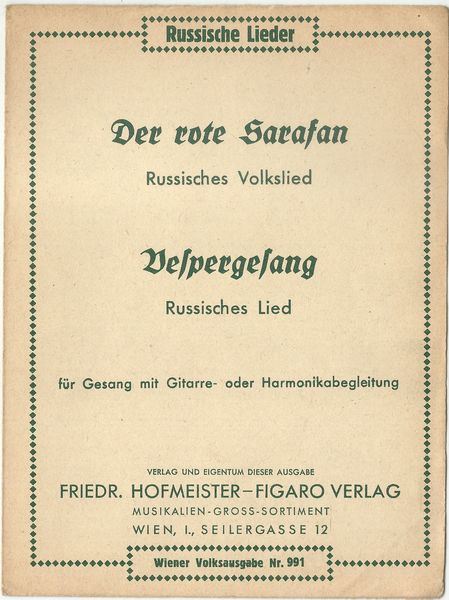 Russische Lieder
Der rote Sarafan
Russisches Volkslied
Vespergesang
Russisches Lied
für Gesang mit Gitarre- oder Harmonikabegleitung
VERLAG UND EIGENTUM DIESER AUSGABE
FRIEDR. HOFMEISTER–FIGARO VERLAG
MUSIKALIEN-GROSS-SORTIMENT
WIEN, I., SEILERGASSE 12
Wiener Volksausgabe Nr. 991